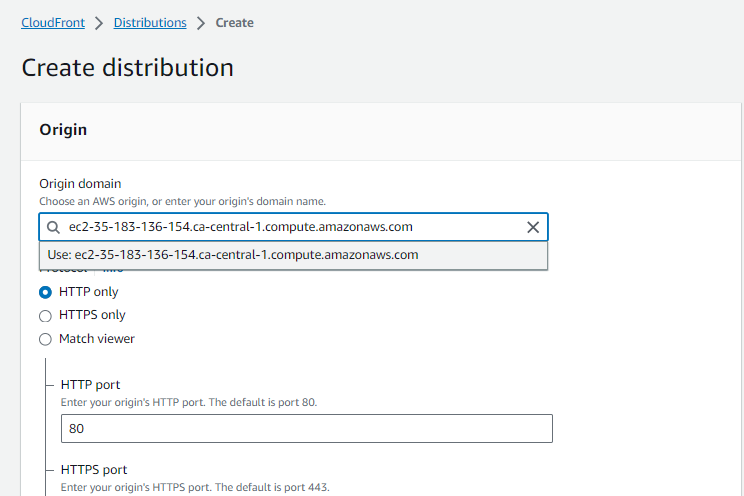 CloudFront > Distributions > Create
Create distribution
Origin
Origin domain
Choose an AWS origin, or enter your origin's domain name.
ec2-35-183-136-154.ca-central-1.compute.amazonaws.com
Use: ec2-35-183-136-154.ca-central-1.compute.amazonaws.com
Protocol Info
HTTP only
HTTPS only
Match viewer
HTTP port
Enter your origin's HTTP port. The default is port 80.
80
HTTPS port
Enter your origin's HTTPS port. The default is port 443.